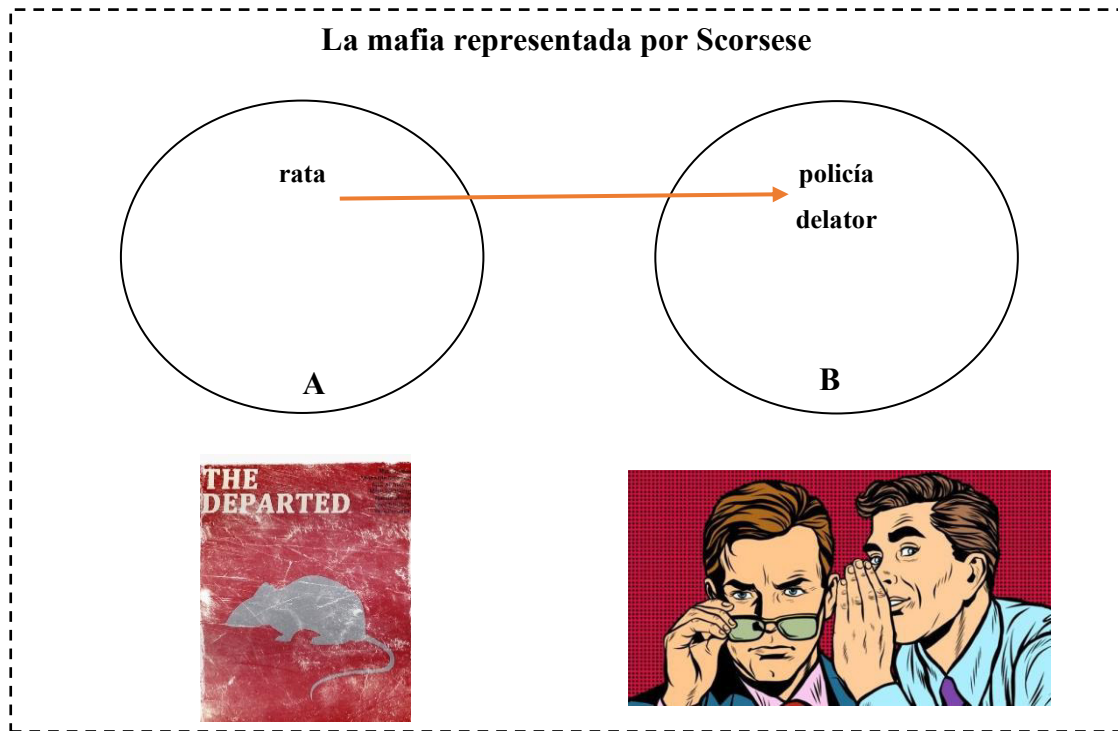 La mafia representada por Scorsese
rata
policía
delator
A
B
THE
DEPARTED